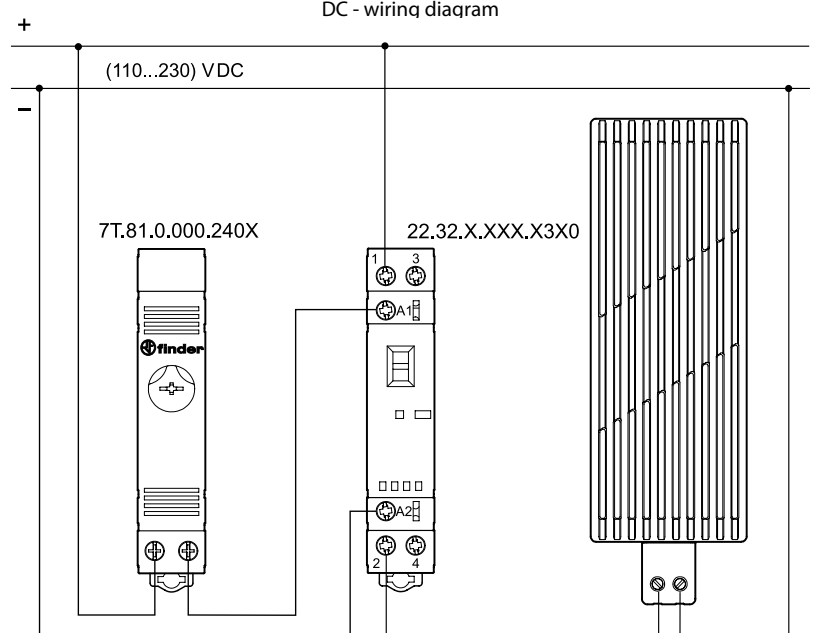 DC - wiring diagram
+
(110...230) VDC
–
7T.81.0.000.240X
22.32.X.XXX.X3X0
1 3
A1
finder
A2
2 4